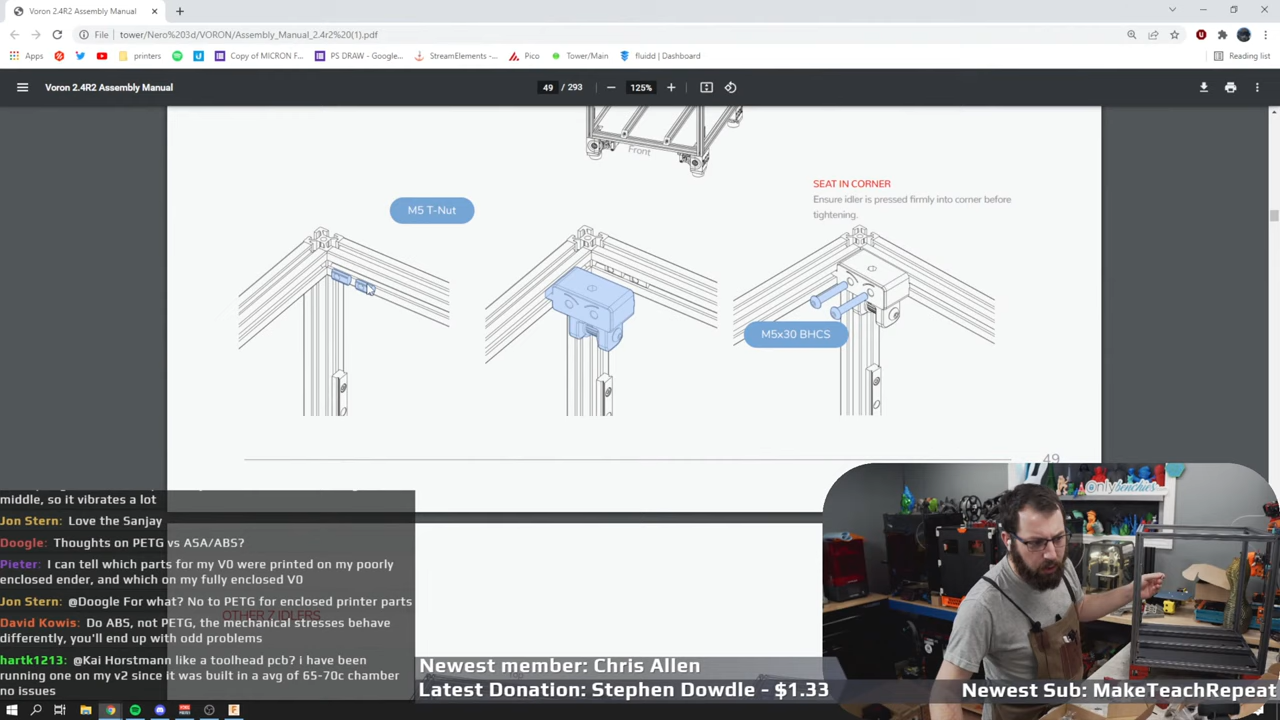 Voron 2.4R2 Assembly Manual
File
tower/Nero%203d/VORON/Assembly_Manual_2.4r2%20(1).pdf
Apps
printers
Copy of MICRON F...
PS DRAW - Google...
StreamElements -...
Pico
Tower/Main
fluidd | Dashboard
Reading list
Voron 2.4R2 Assembly Manual
49 / 293
125%
Front
SEAT IN CORNER
Ensure idler is pressed firmly into corner before
tightening.
M5 T-Nut
M5x30 BHCS
49
@nlybenchies
OTHER 7 IDLERS
middle, so it vibrates a lot
Jon Stern: Love the Sanjay
Doogle: Thoughts on PETG vs ASA/ABS?
Pieter: I can tell which parts for my V0 were printed on my poorly
enclosed ender, and which on my fully enclosed V0
Jon Stern: @Doogle For what? No to PETG for enclosed printer parts
David Kowis: Do ABS, not PETG, the mechanical stresses behave
differently, you'll end up with odd problems
hartk1213: @Kai Horstmann like a toolhead pcb? i have been
running one on my v2 since it was built in a avg of 65-70c chamber
no issues
Newest member: Chris Allen
Latest Donation: Stephen Dowdle - $1.33
Newest Sub: MakeTeachRepeat